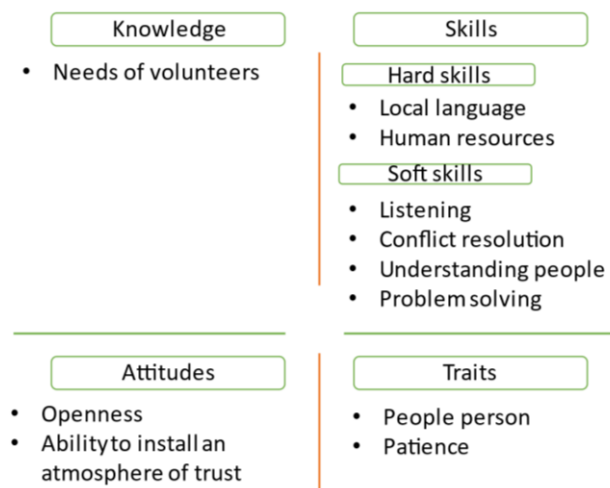 Knowledge
• Needs of volunteers
Skills
Hard skills
• Local language
• Human resources
Soft skills
• Listening
• Conflict resolution
• Understanding people
• Problem solving
Attitudes
• Openness
• Ability to install an
atmosphere of trust
Traits
• People person
• Patience